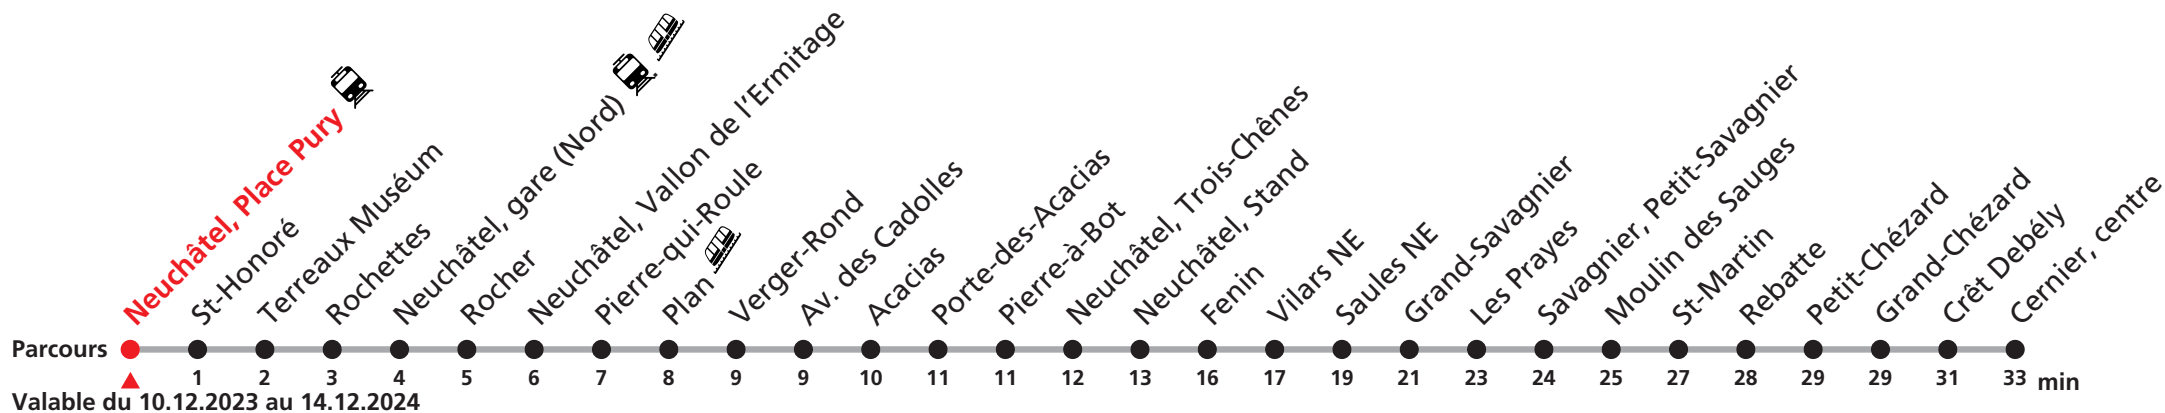 Neuchâtel, Place Pury
St-Honoré
Terreaux Muséum
Rochettes
Neuchâtel, gare (Nord)
Rocher
Neuchâtel, Vallon de l'Ermitage
Pierre-qui-Roule
Plan
Verger-Rond
Av. des Cadolles
Acacias
Porte-des-Acacias
Pierre-à-Bot
Neuchâtel, Trois-Chênes
Neuchâtel, Stand
Fenin
Vilars NE
Saules NE
Grand-Savagnier
Les Prayes
Savagnier, Petit-Savagnier
Moulin des Sauges
St-Martin
Rebatte
Petit-Chézard
Grand-Chézard
Crêt Debély
Cernier, centre
Parcours
1 2 3 4 5 6 7 8 9 9 10 11 11 12 13 16 17 19 21 23 24 25 27 28 29 29 31 33 min
Valable du 10.12.2023 au 14.12.2024